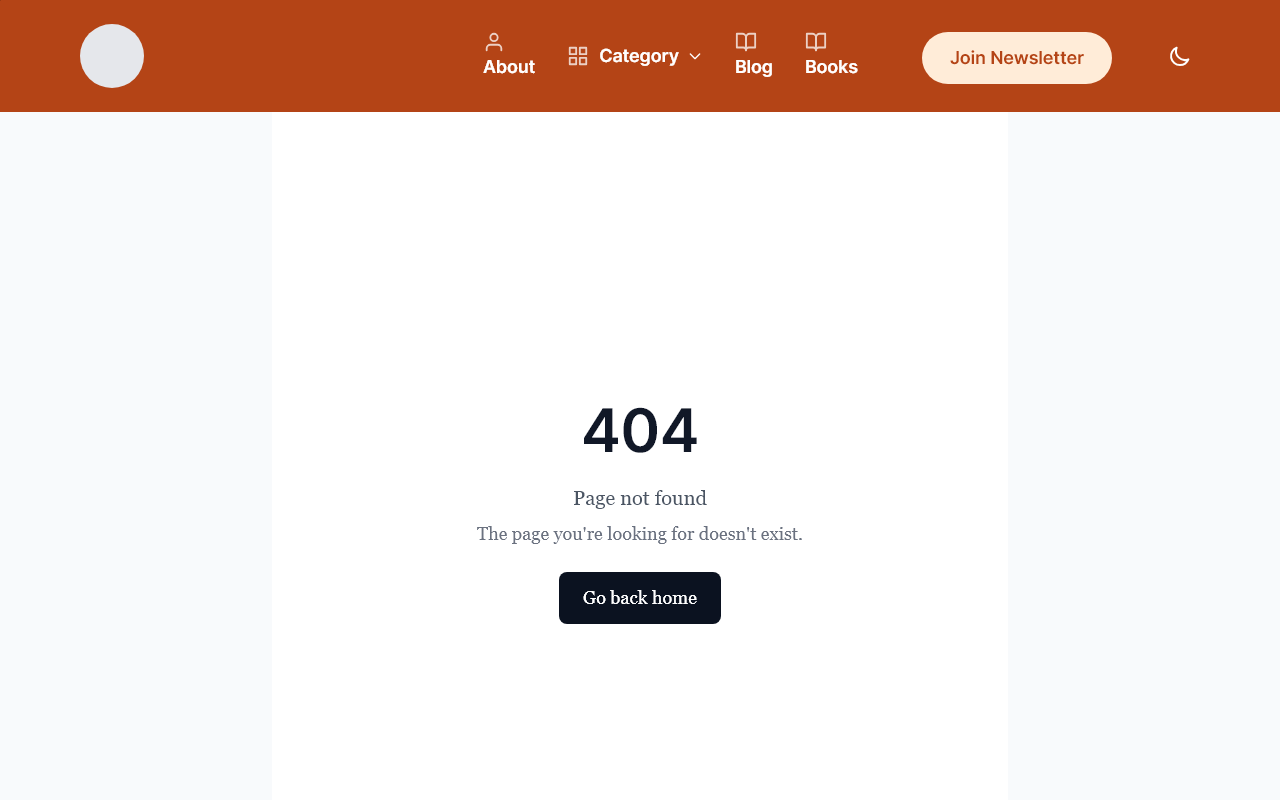 About
Category
Blog
Books
Join Newsletter
404
Page not found
The page you're looking for doesn't exist.
Go back home